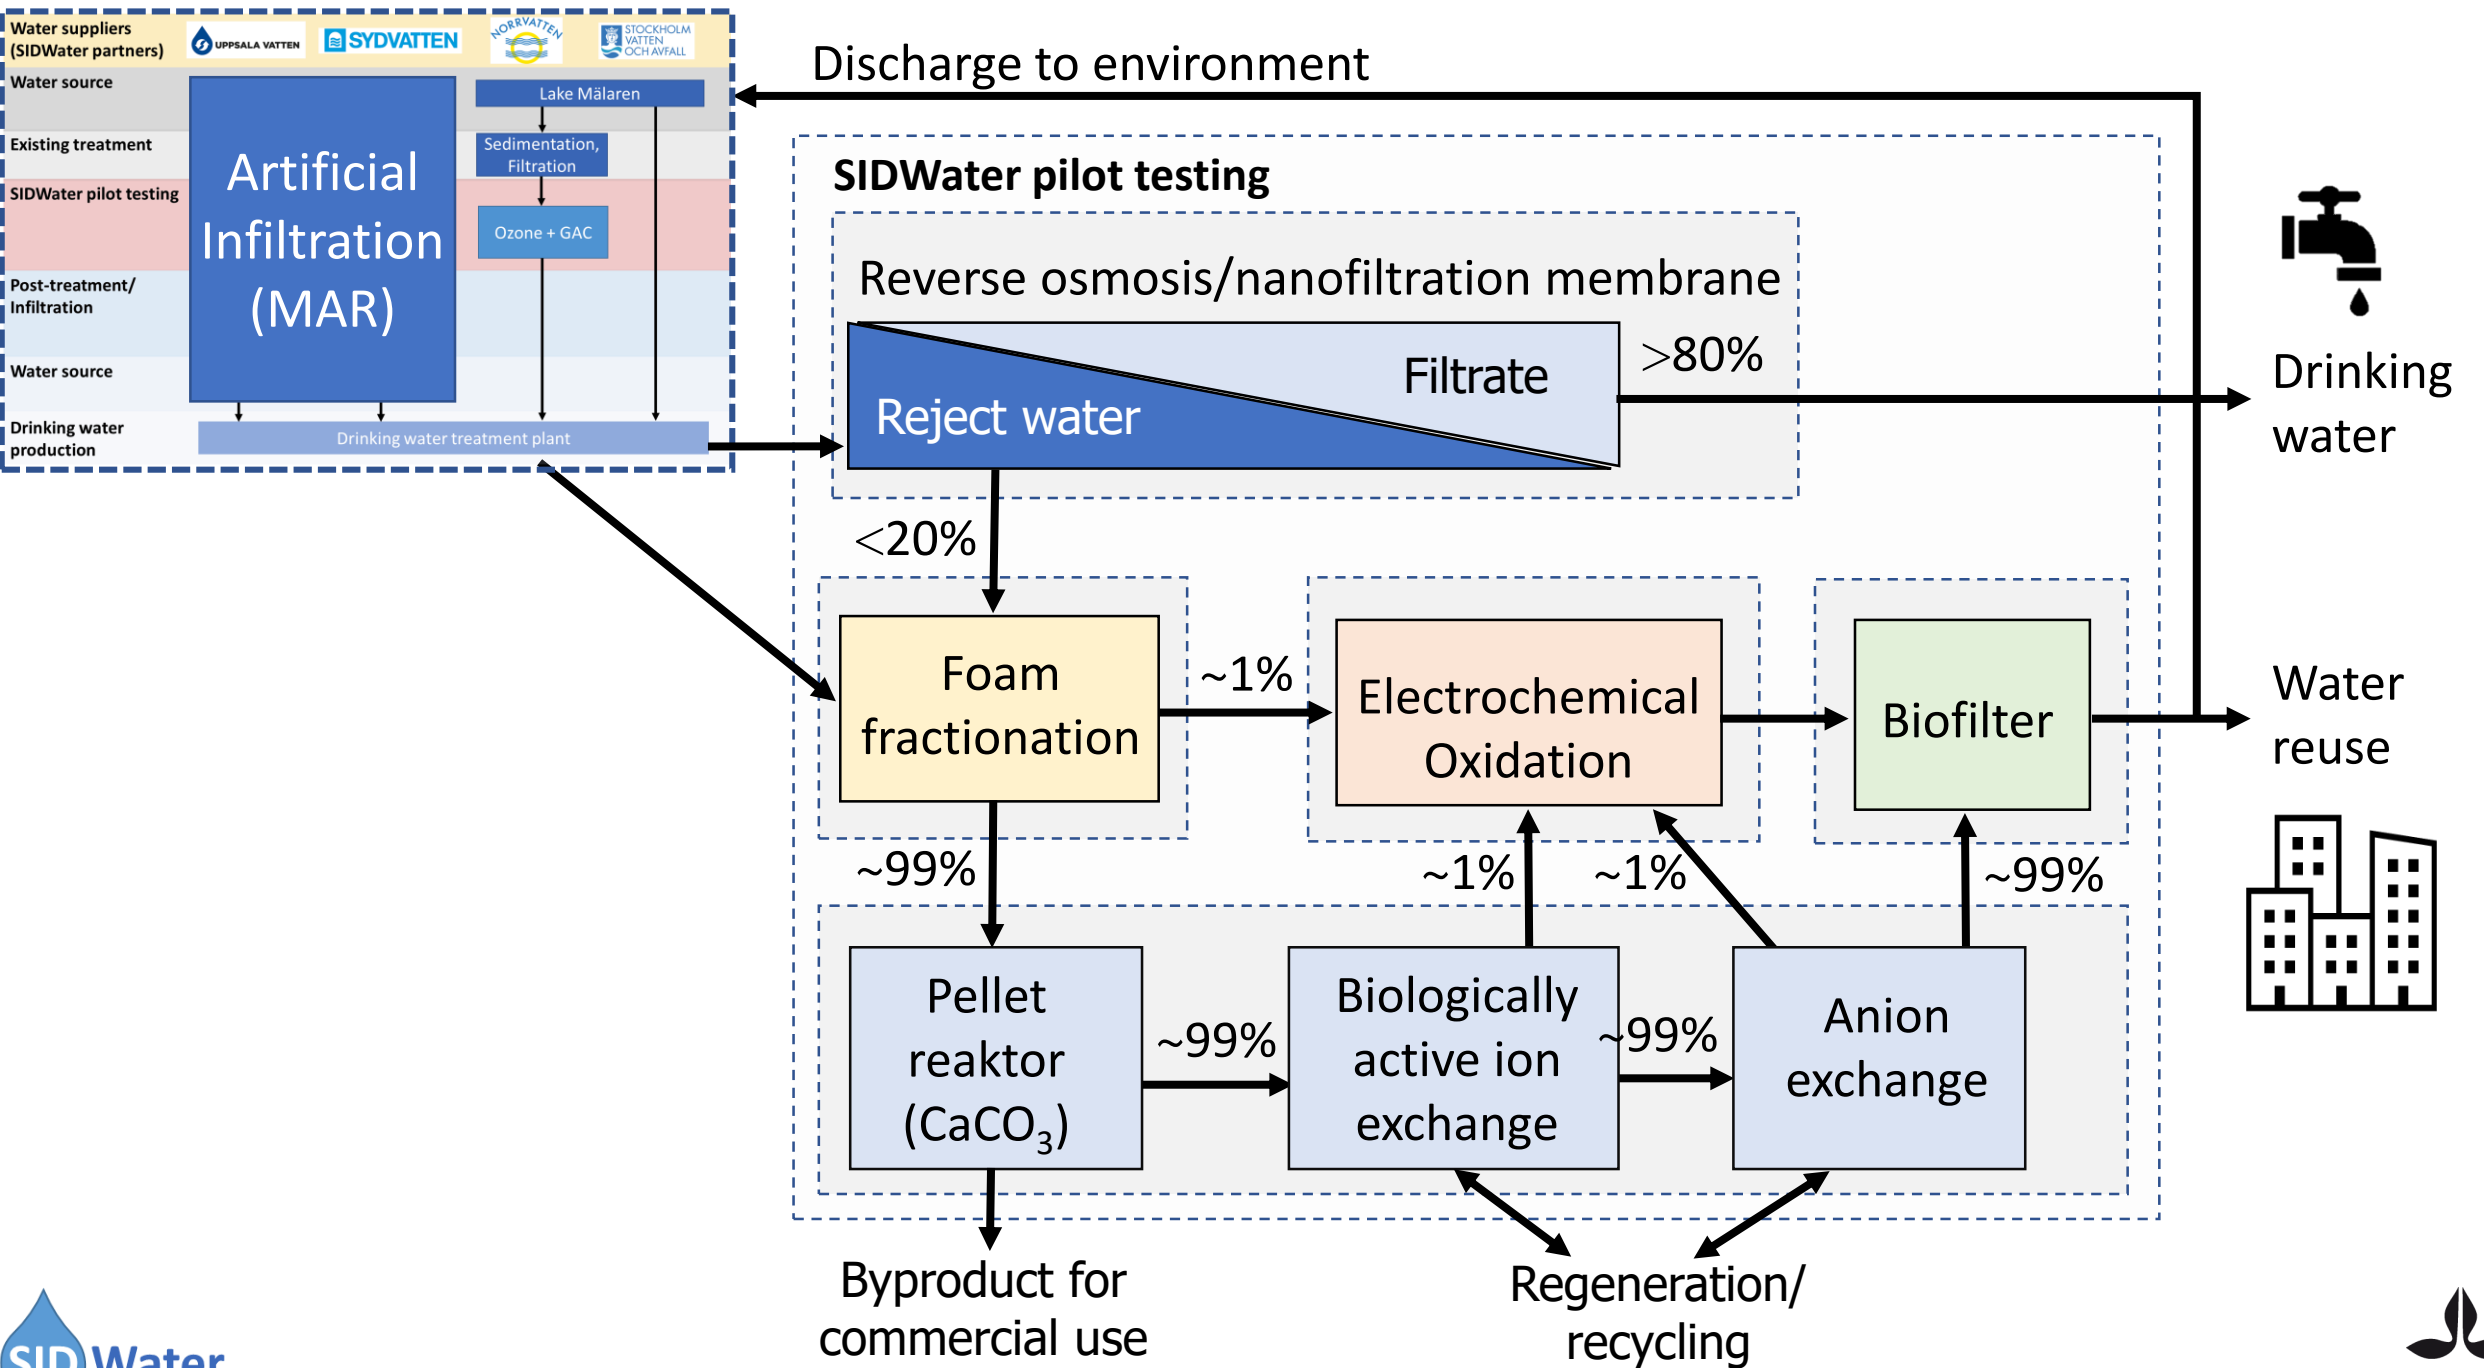 Water suppliers
(SIDWater partners)
UPPSALA VATTEN
SYDVATTEN
NORRVATTEN
STOCKHOLM
VATTEN
OCH AVFALL
Water source
Existing treatment
SIDWater pilot testing
Post-treatment/
Infiltration
Water source
Drinking water
production
Artificial
Infiltration
(MAR)
Lake Mälaren
Sedimentation,
Filtration
Ozone + GAC
Drinking water treatment plant
Discharge to environment
SIDWater pilot testing
Reverse osmosis/nanofiltration membrane
Filtrate
Reject water
>80%
Drinking
water
<20%
Foam
fractionation
~1%
Electrochemical
Oxidation
Biofilter
Water
reuse
~99%
~1%
~1%
~99%
Pellet
reaktor
(CaCO₃)
~99%
Biologically
active ion
exchange
~99%
Anion
exchange
Byproduct for
commercial use
Regeneration/
recycling
SID Water